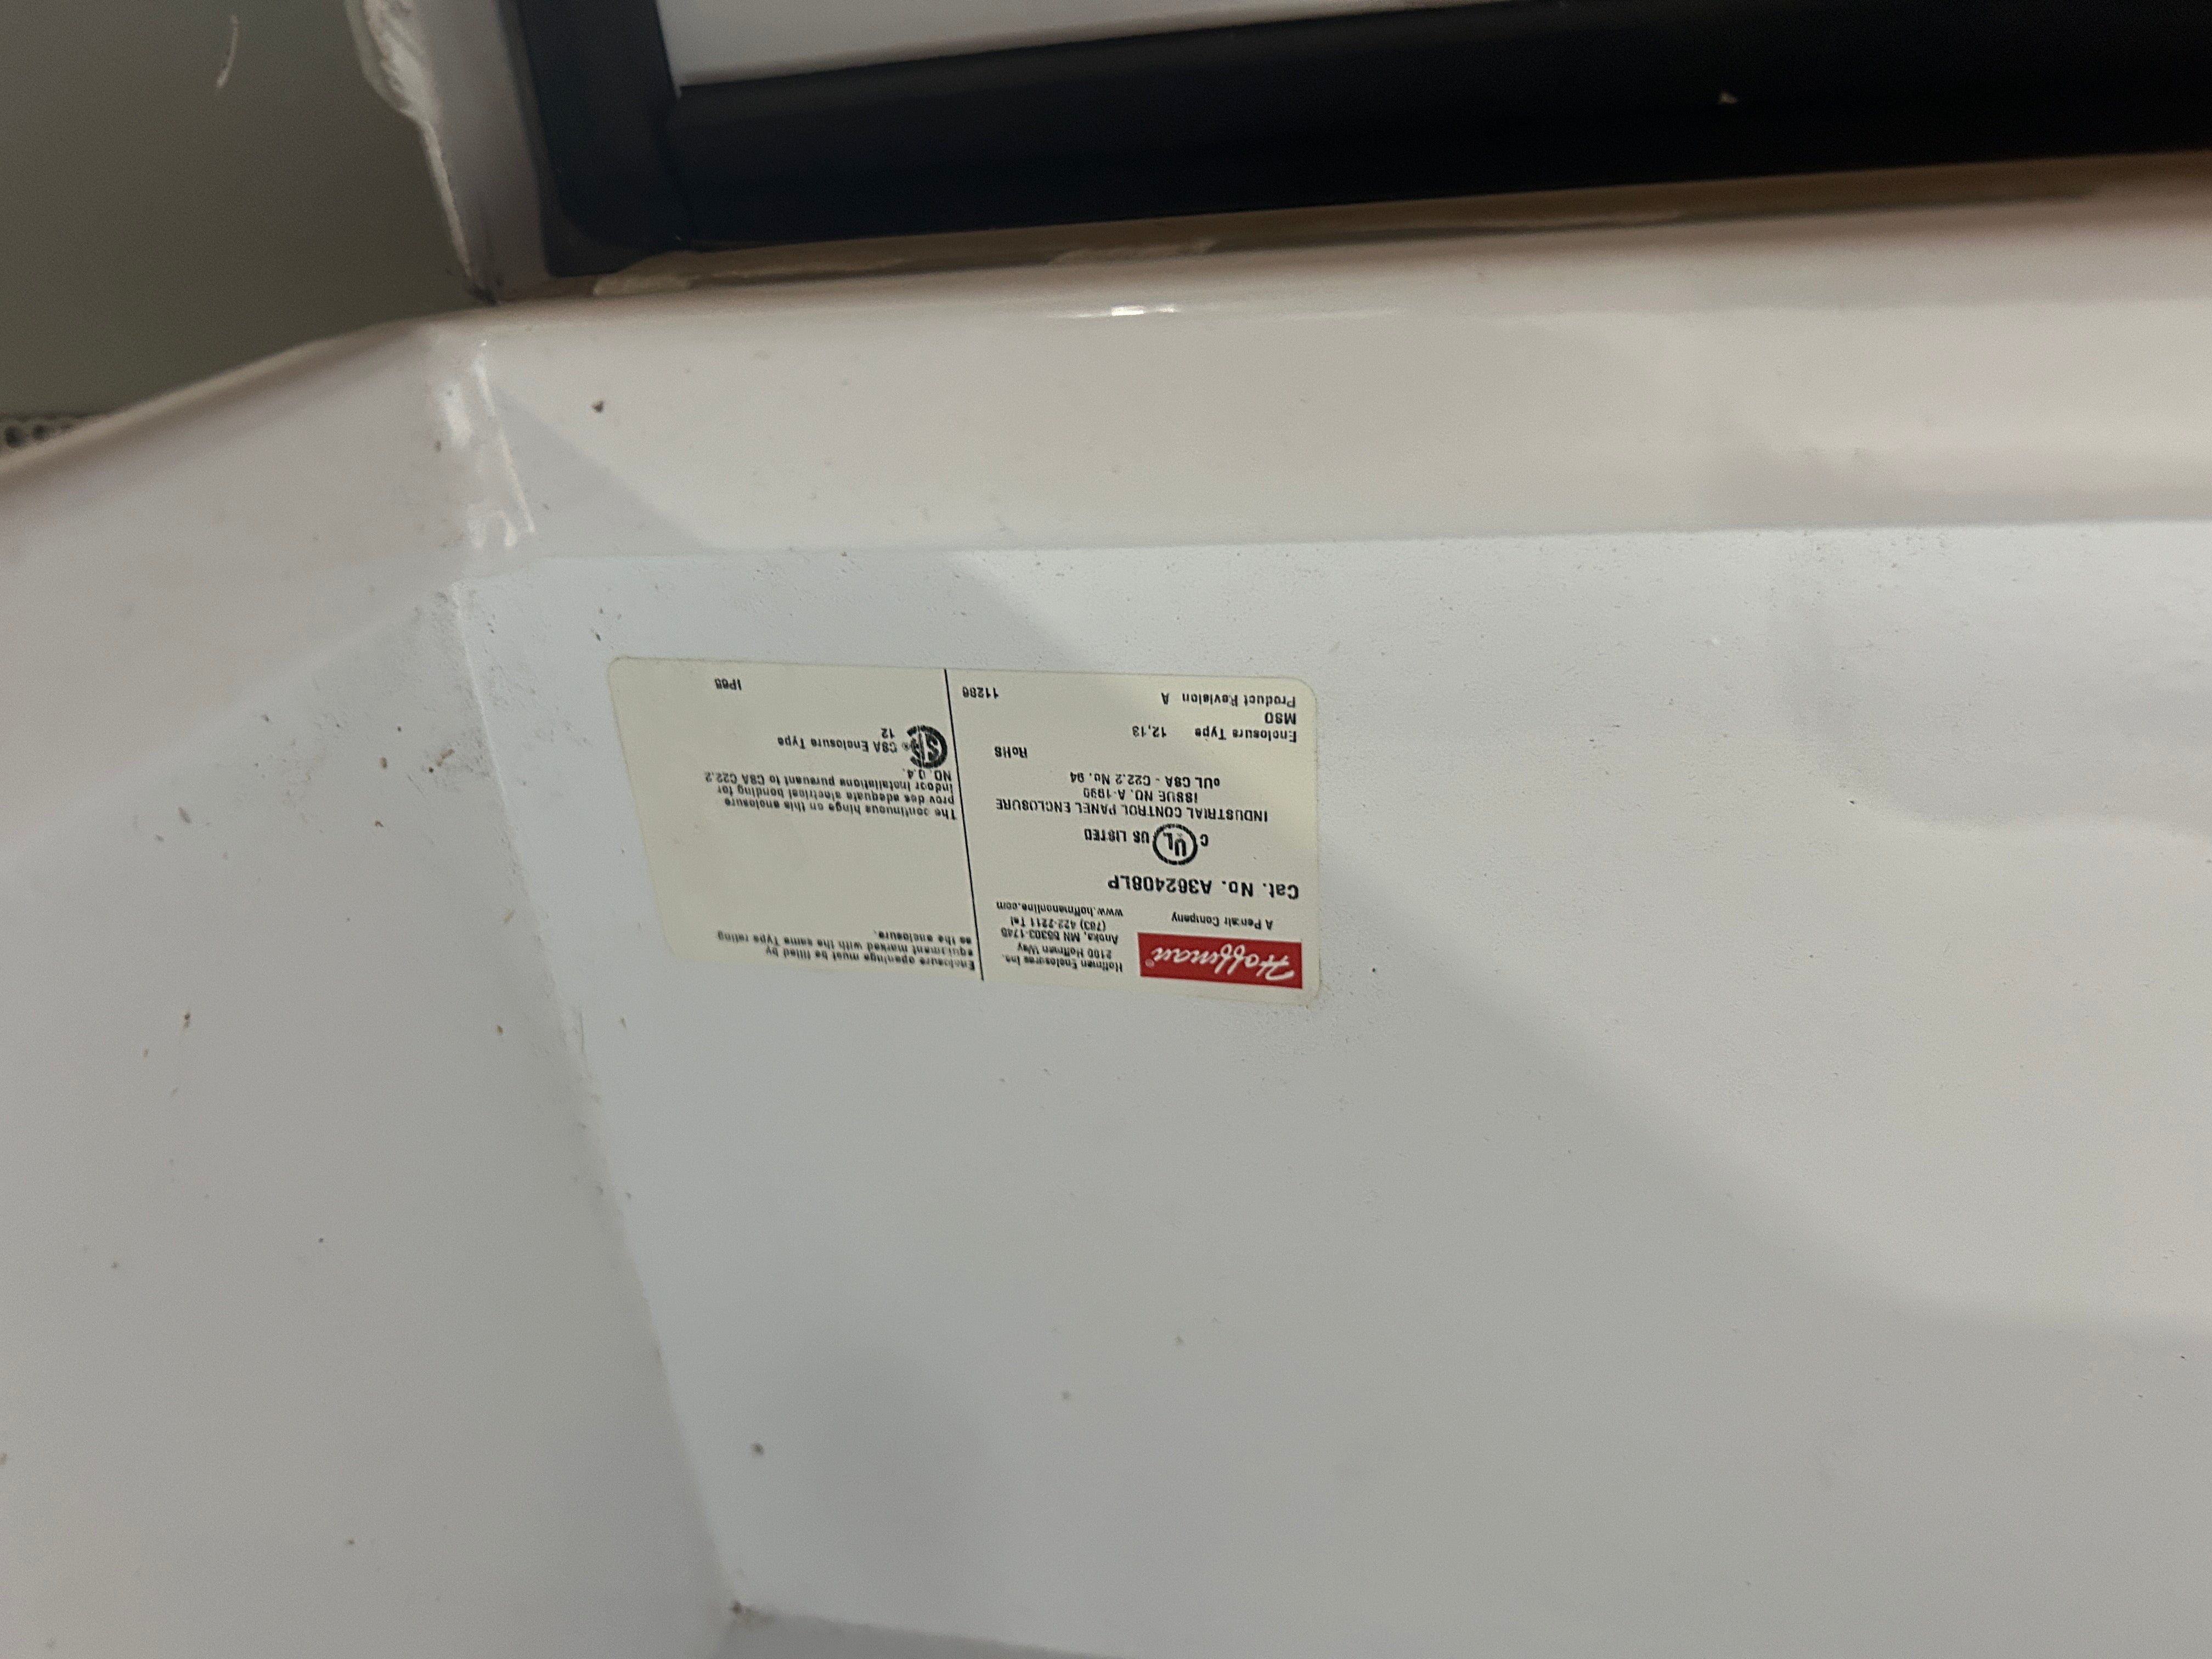 Hoffman®
A Pentair Company
Hoffman Enclosures Inc.
2100 Hoffman Way
Anoka, MN 55303-1745
(763) 422-2211 Tel
www.hoffmanonline.com
Cat. No. A362408LP
C UL US LISTED
INDUSTRIAL CONTROL PANEL ENCLOSURE
ISSUE NO. A-1990
cUL CSA - C22.2 No. 94
RoHS
Enclosure Type 12,13
MSO
Product Revision A
11286
Enclosure openings must be filled by
equipment marked with the same Type rating
as the enclosure.
The continuous hinge on this enclosure
provides adequate electrical bonding for
indoor installations pursuant to CSA C22.2
NO. 0.4.
® CSA Enclosure Type
12
IP65